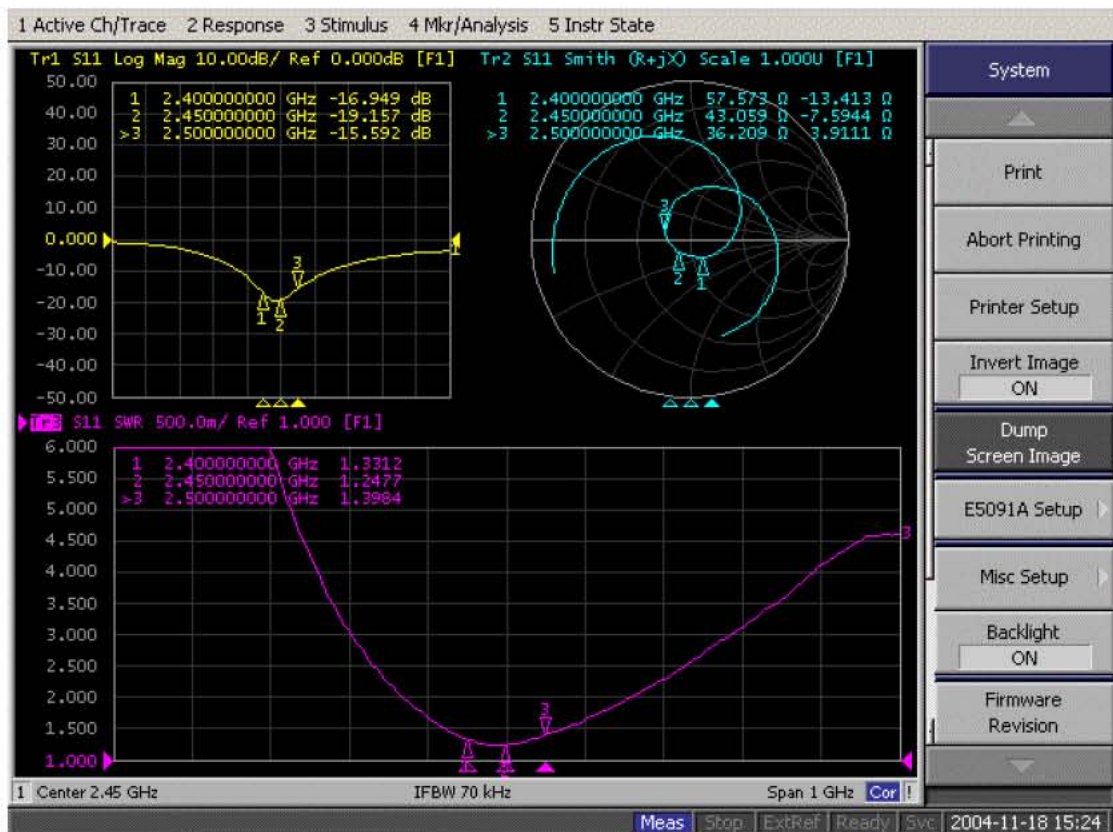 1 Active Ch/Trace 2 Response 3 Stimulus 4 Mkr/Analysis 5 Instr State
Tr1 S11 Log Mag 10.00dB/ Ref 0.000dB [F1]
50.00
40.00
30.00
20.00
10.00
0.000
-10.00
-20.00
-30.00
-40.00
-50.00
1 2.400000000 GHz -16.949 dB
2 2.450000000 GHz -19.157 dB
>3 2.500000000 GHz -15.592 dB
3
1
2
1
Tr2 S11 Smith (R+jX) Scale 1.000U [F1]
1 2.400000000 GHz 57.573 Ω -13.413 Ω
2 2.450000000 GHz 43.059 Ω -7.5944 Ω
>3 2.500000000 GHz 36.209 Ω 3.9111 Ω
3
2
1
Tr3 S11 SWR 500.0m/ Ref 1.000 [F1]
6.000
5.500
5.000
4.500
4.000
3.500
3.000
2.500
2.000
1.500
1.000
1 2.400000000 GHz 1.3312
2 2.450000000 GHz 1.2477
>3 2.500000000 GHz 1.3984
3
3
1 Center 2.45 GHz IFBW 70 kHz Span 1 GHz Cor !
Meas Stop ExtRef Ready Svc 2004-11-18 15:24
System
Print
Abort Printing
Printer Setup
Invert Image
ON
Dump
Screen Image
E5091A Setup
Misc Setup
Backlight
ON
Firmware
Revision